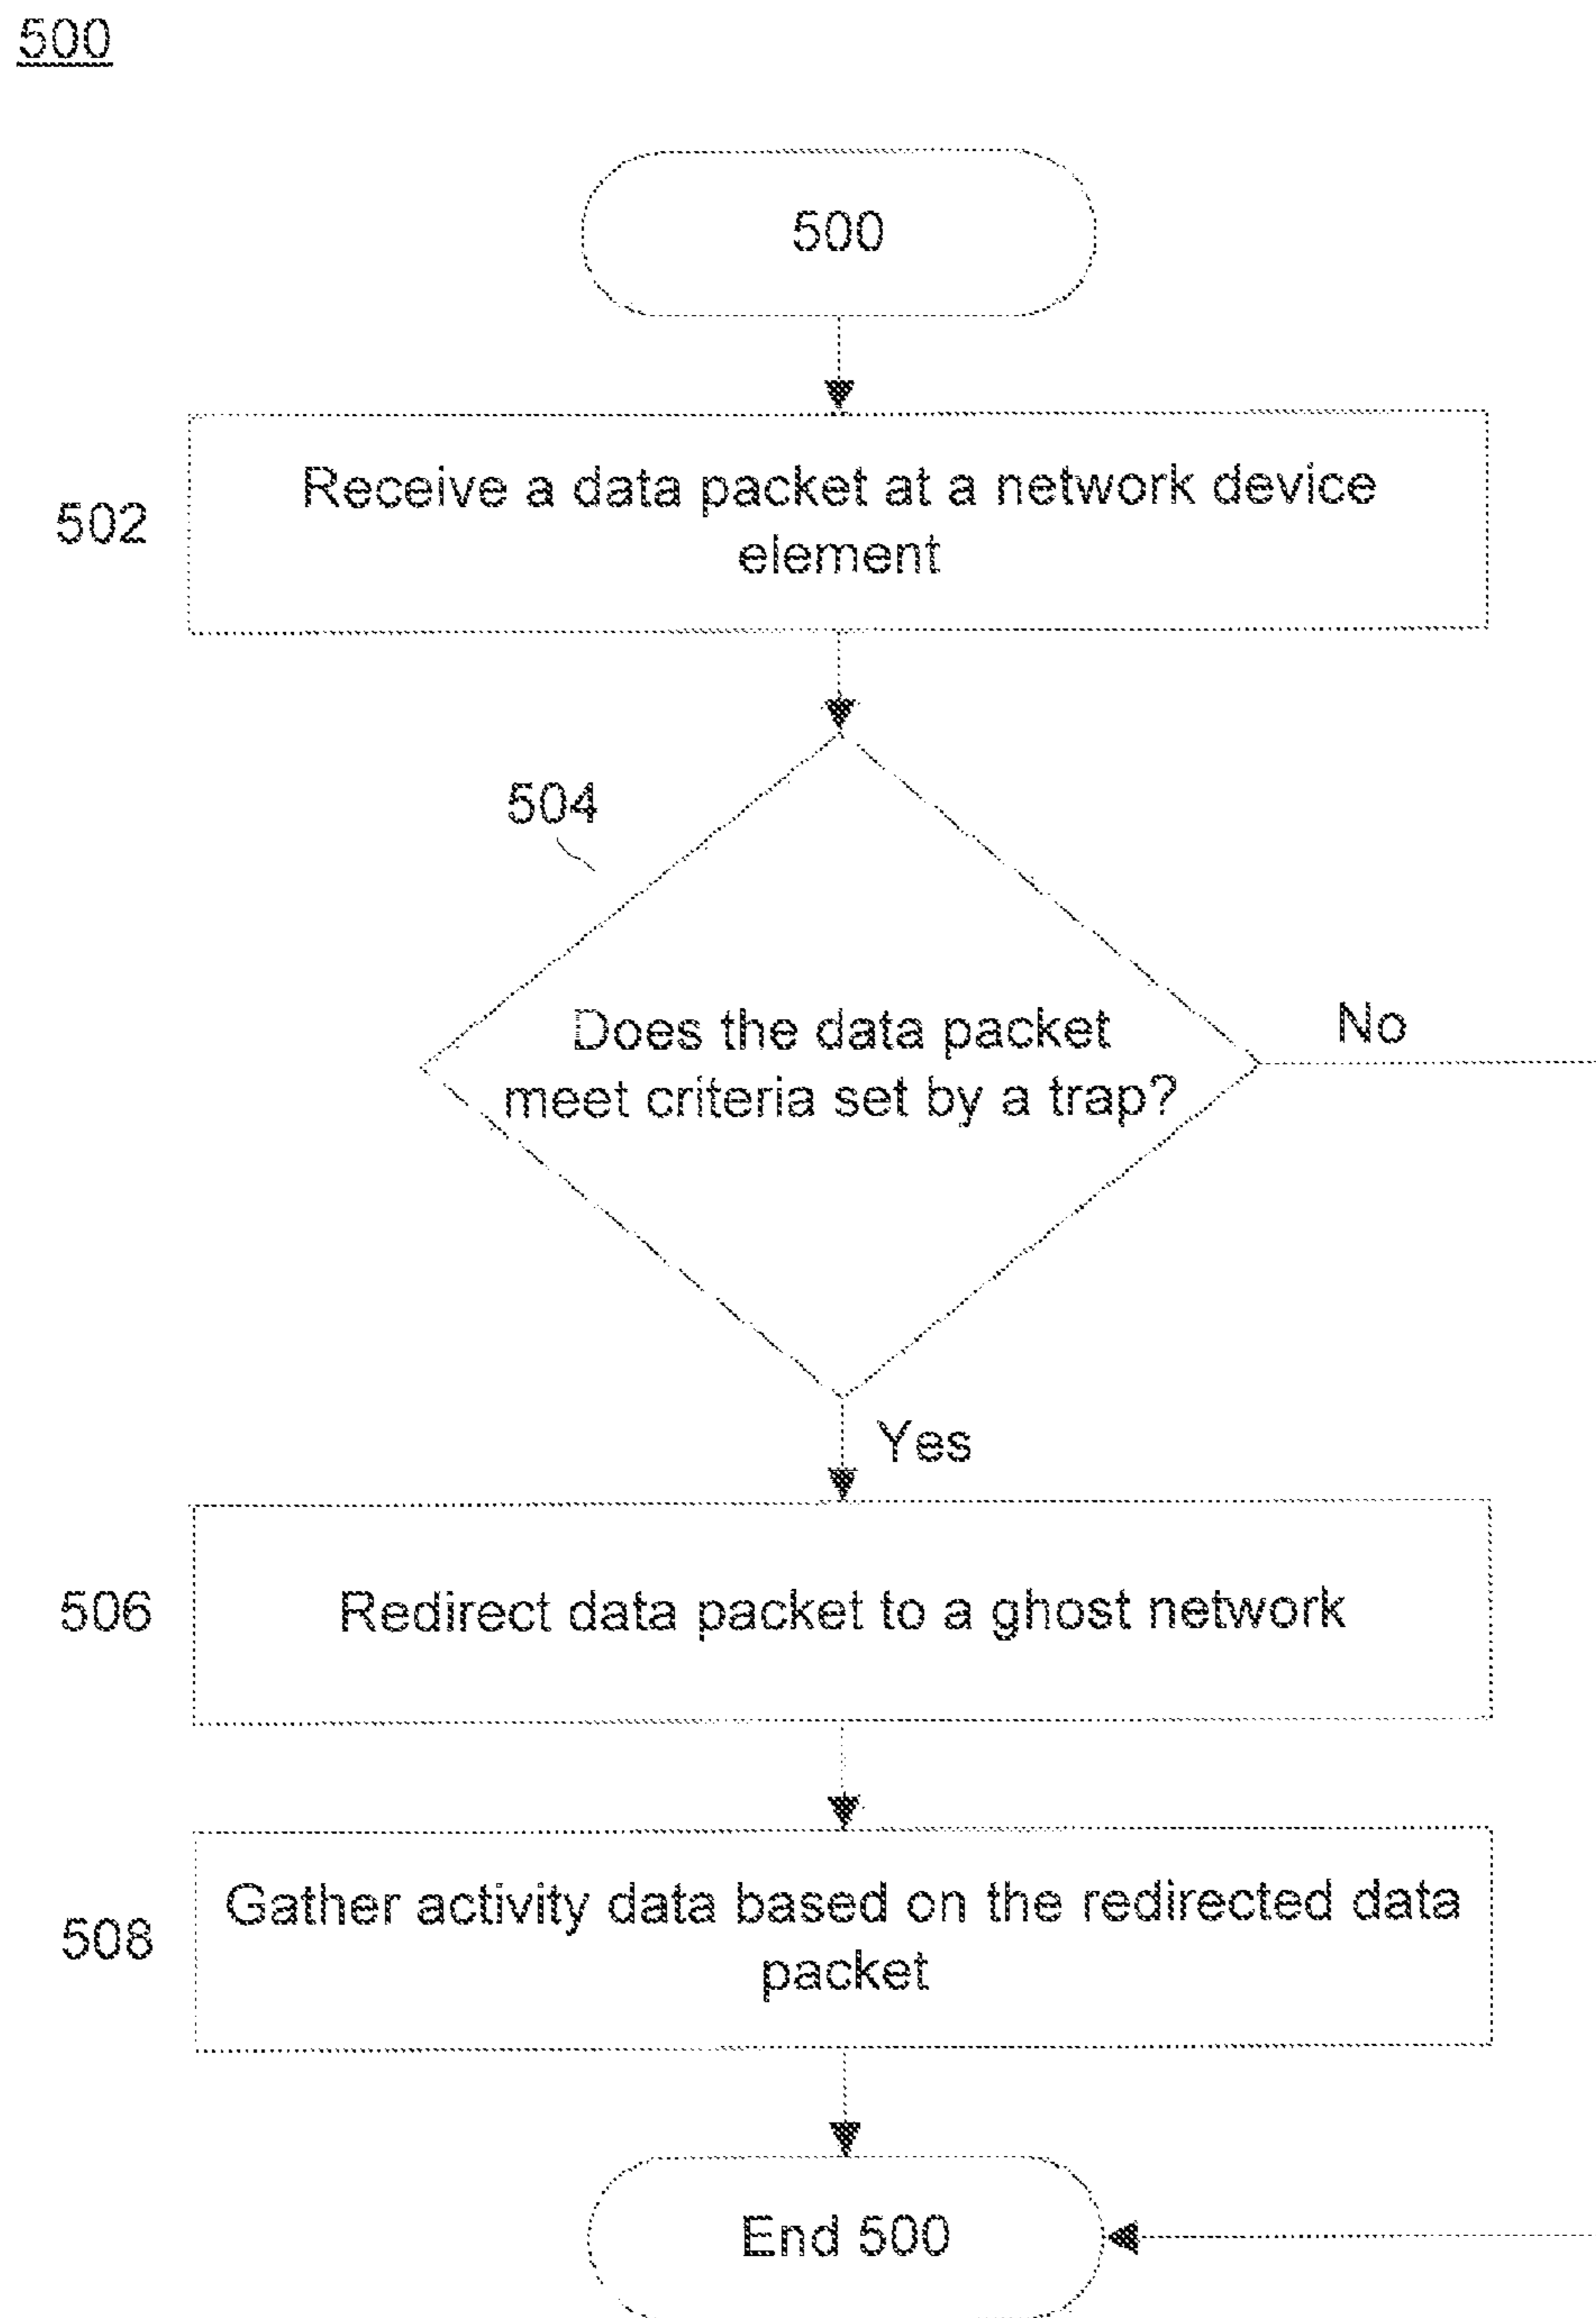 500
500
502
Receive a data packet at a network device
element
504
Does the data packet
meet criteria set by a trap?
No
Yes
506
Redirect data packet to a ghost network
508
Gather activity data based on the redirected data
packet
End 500